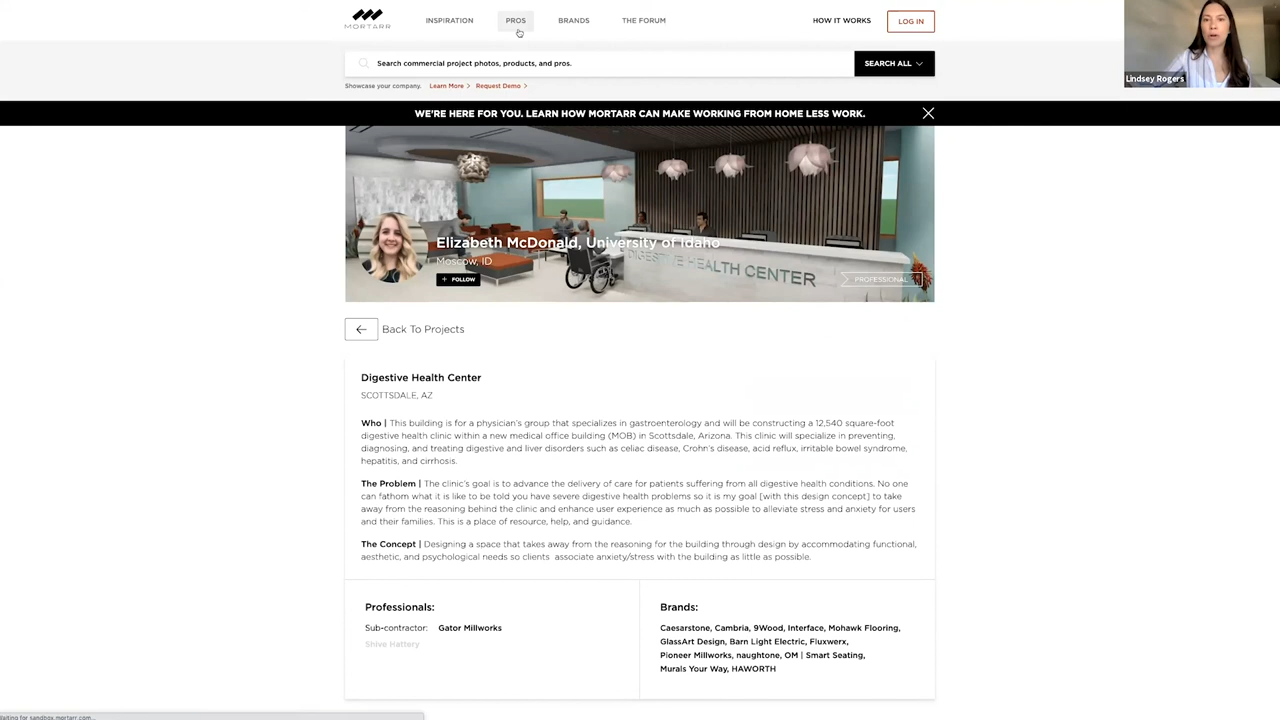 MORTARR
INSPIRATION
PROS
BRANDS
THE FORUM
HOW IT WORKS
LOG IN
Search commercial project photos, products, and pros.
SEARCH ALL
Showcase your company. Learn More > Request Demo >
Lindsey Rogers
WE'RE HERE FOR YOU. LEARN HOW MORTARR CAN MAKE WORKING FROM HOME LESS WORK.
Elizabeth McDonald, University of Idaho
Moscow, ID
+ FOLLOW
DIGESTIVE HEALTH CENTER
PROFESSIONAL
Back To Projects
Digestive Health Center
SCOTTSDALE, AZ
Who | This building is for a physician's group that specializes in gastroenterology and will be constructing a 12,540 square-foot
digestive health clinic within a new medical office building (MOB) in Scottsdale, Arizona. This clinic will specialize in preventing,
diagnosing, and treating digestive and liver disorders such as celiac disease, Crohn's disease, acid reflux, irritable bowel syndrome,
hepatitis, and cirrhosis.
The Problem | The clinic's goal is to advance the delivery of care for patients suffering from all digestive health conditions. No one
can fathom what it is like to be told you have severe digestive health problems so it is my goal [with this design concept] to take
away from the reasoning behind the clinic and enhance user experience as much as possible to alleviate stress and anxiety for users
and their families. This is a place of resource, help, and guidance.
The Concept | Designing a space that takes away from the reasoning for the building through design by accommodating functional,
aesthetic, and psychological needs so clients associate anxiety/stress with the building as little as possible.
Professionals:
Sub-contractor: Gator Millworks
Shive Hattery
Brands:
Caesarstone, Cambria, 9Wood, Interface, Mohawk Flooring,
GlassArt Design, Barn Light Electric, Fluxwerx,
Pioneer Millworks, naughtone, OM | Smart Seating,
Murals Your Way, HAWORTH
Waiting for sandbox.mortarr.com...